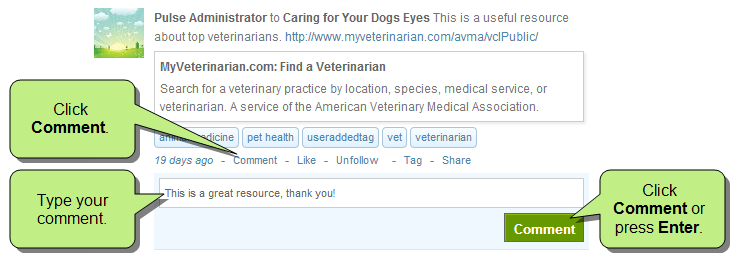 Pulse Administrator to Caring for Your Dogs Eyes This is a useful resource
about top veterinarians. http://www.myveterinarian.com/avma/vclPublic/
MyVeterinarian.com: Find a Veterinarian
Search for a veterinary practice by location, species, medical service, or
veterinarian. A service of the American Veterinary Medical Association.
Click
Comment.
medicine pet health useraddedtag vet veterinarian
19 days ago - Comment - Like - Unfollow - Tag - Share
Type your
comment.
This is a great resource, thank you!
Comment
Click
Comment or
press Enter.